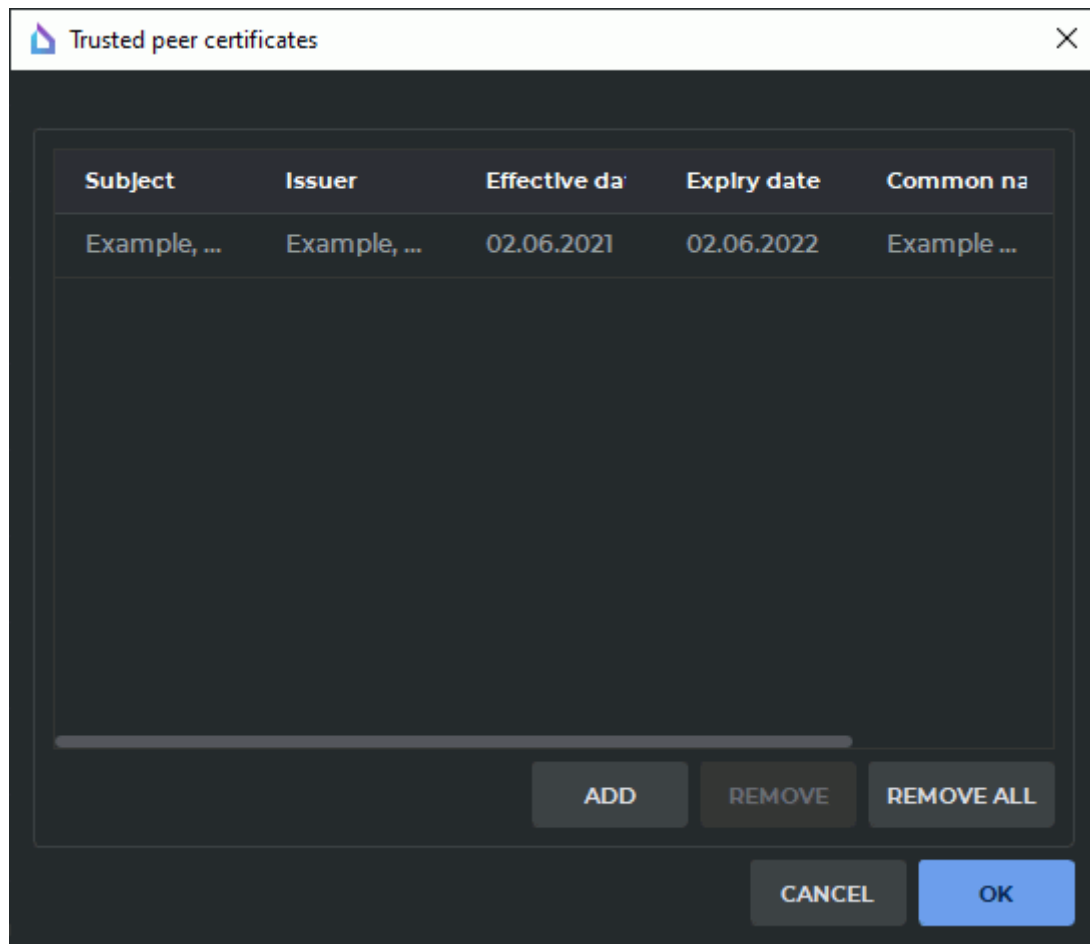 Trusted peer certificates
Subject Issuer Effective da Expiry date Common na
Example, ... Example, ... 02.06.2021 02.06.2022 Example ...
ADD REMOVE REMOVE ALL
CANCEL OK